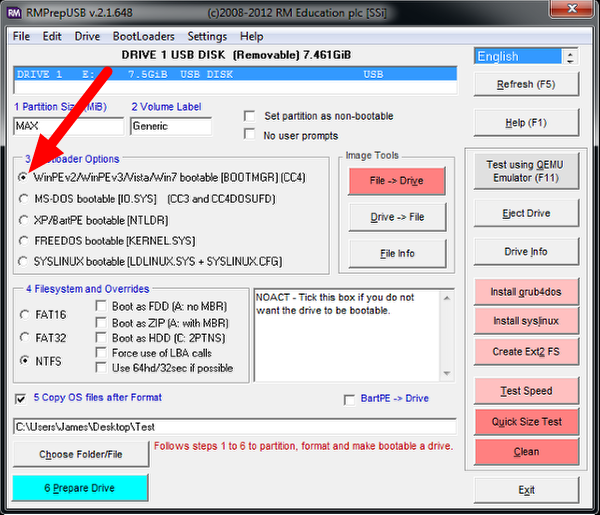 RMPrepUSB v.2.1.648 (c)2008-2012 RM Education plc [SSi]
File Edit Drive BootLoaders Settings Help
DRIVE 1 USB DISK (Removable) 7.461GiB
English
DRIVE 1 E: 7.5GiB USB DISK USB
Refresh (F5)
1 Partition Size (MiB) 2 Volume Label
MAX
Generic
Set partition as non-bootable
No user prompts
Help (F1)
3 Bootloader Options
WinPEv2/WinPEv3/Vista/Win7 bootable [BOOTMGR] (CC4)
MS-DOS bootable [IO.SYS] (CC3 and CC4DOSUFD)
XP/BartPE bootable [NTLDR]
FREEDOS bootable [KERNEL.SYS]
SYSLINUX bootable [LDLINUX.SYS + SYSLINUX.CFG]
Image Tools
File -> Drive
Drive -> File
File Info
Test using QEMU
Emulator (F11)
Eject Drive
Drive Info
4 Filesystem and Overrides
FAT16
FAT32
NTFS
Boot as FDD (A: no MBR)
Boot as ZIP (A: with MBR)
Boot as HDD (C: 2PTNS)
Force use of LBA calls
Use 64hd/32sec if possible
NOACT - Tick this box if you do not
want the drive to be bootable.
Install grub4dos
Install syslinux
Create Ext2 FS
5 Copy OS files after Format
BartPE -> Drive
Test Speed
C:\Users\James\Desktop\Test
Quick Size Test
Choose Folder/File
Follows steps 1 to 6 to partition, format and make bootable a drive.
Clean
6 Prepare Drive
Exit